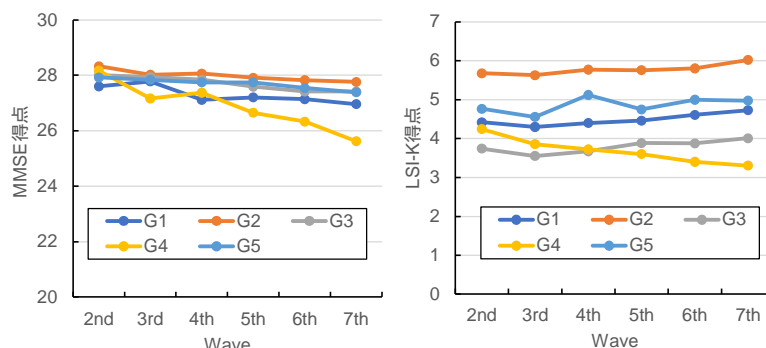 MMSE得点
30
28
26
24
22
20
G1 G2 G3
G4 G5
2nd 3rd 4th 5th 6th 7th
Wave
LSI-K得点
7
6
5
4
3
2
1
0
G1 G2 G3
G4 G5
2nd 3rd 4th 5th 6th 7th
Wave